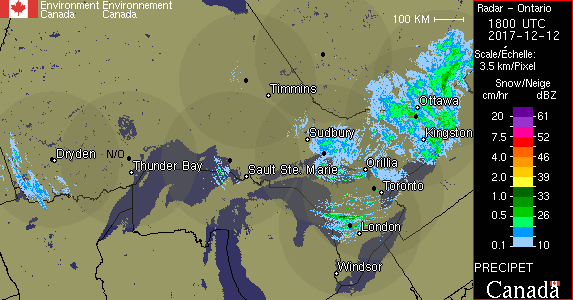 Environment Environnement
Canada Canada
100 KM
Timmins
Ottawa
Sudbury
Kingston
Dryden
N/O
Thunder Bay
Sault Ste. Marie
Orillia
Toronto
London
Windsor
Radar - Ontario
1800 UTC
2017-12-12
Scale/Échelle:
3.5 km/Pixel
Snow/Neige
cm/hr dBZ
20 61
7.5 52
4.0 46
2.0 39
1.0 33
0.5 26
0.1 10
PRECIPET
Canada